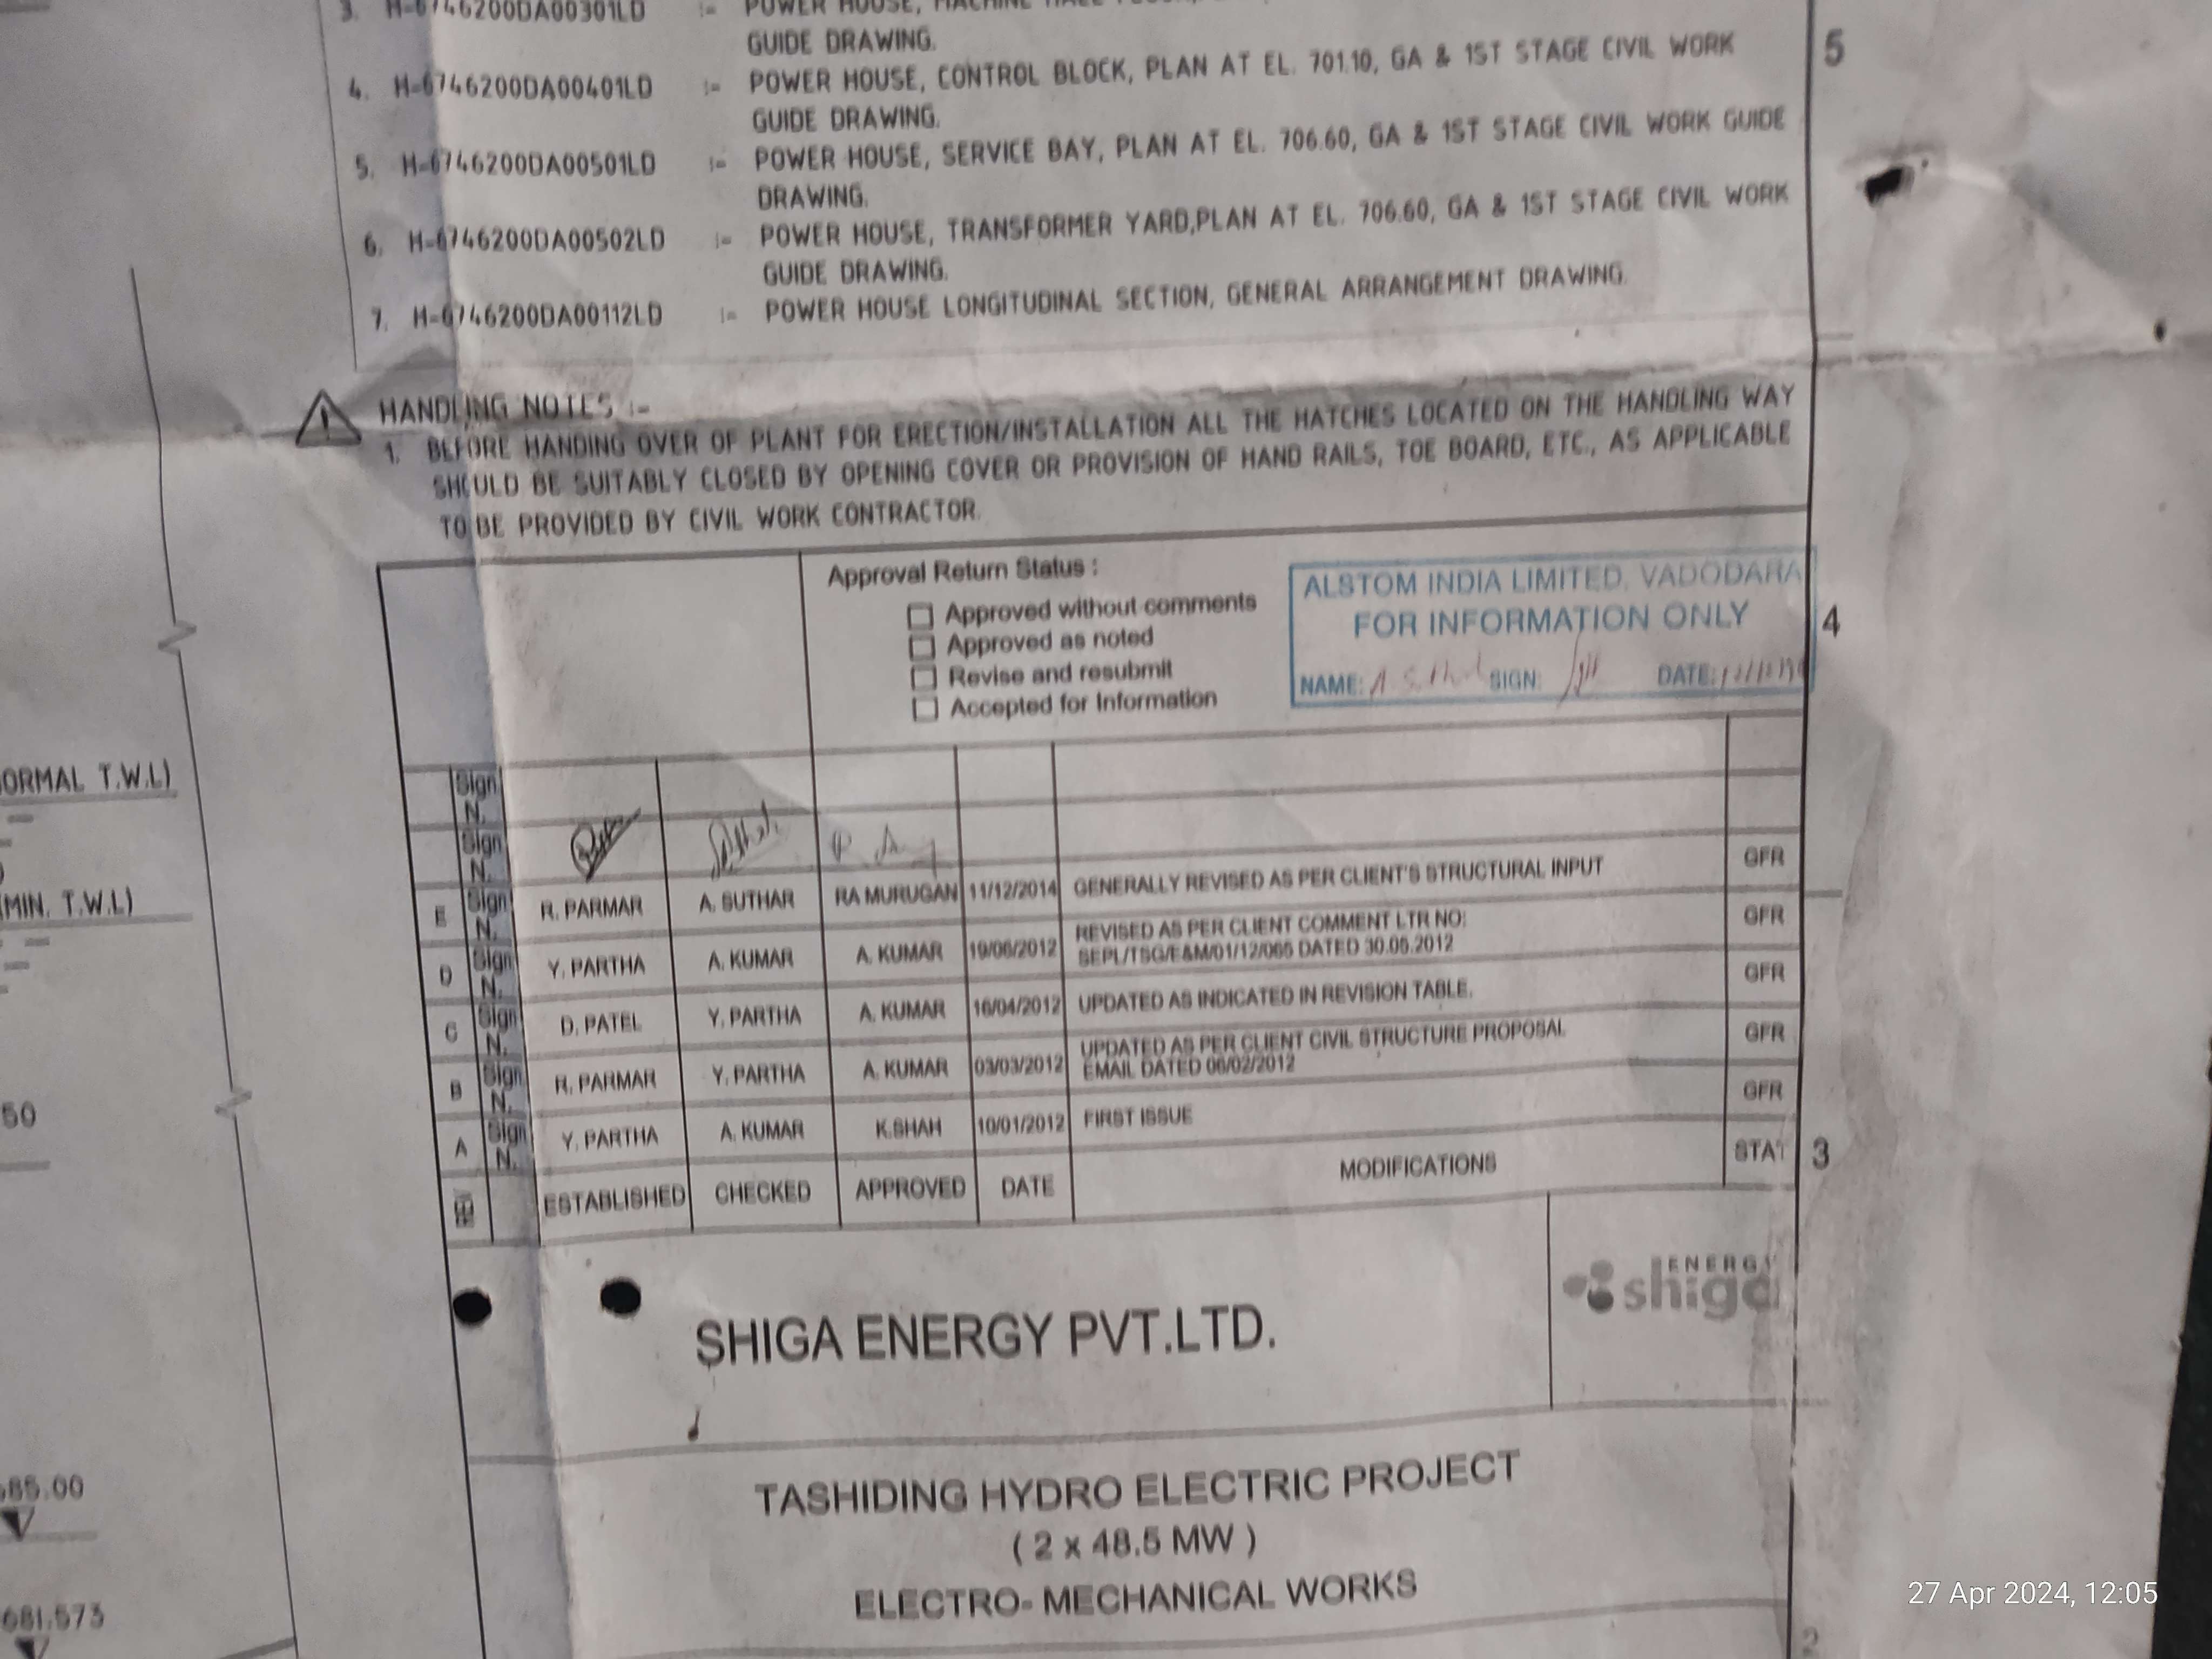 3. H-6746200DA00301LD :- POWER HOUSE,
GUIDE DRAWING.
4. H-6746200DA00401LD :- POWER HOUSE, CONTROL BLOCK, PLAN AT EL. 701.10, GA & 1ST STAGE CIVIL WORK
GUIDE DRAWING.
5. H-6746200DA00501LD :- POWER HOUSE, SERVICE BAY, PLAN AT EL. 706.60, GA & 1ST STAGE CIVIL WORK GUIDE
DRAWING.
6. H-6746200DA00502LD :- POWER HOUSE, TRANSFORMER YARD,PLAN AT EL. 706.60, GA & 1ST STAGE CIVIL WORK
GUIDE DRAWING.
7. H-6746200DA00112LD :- POWER HOUSE LONGITUDINAL SECTION, GENERAL ARRANGEMENT DRAWING.
5
HANDLING NOTES :-
1. BEFORE HANDING OVER OF PLANT FOR ERECTION/INSTALLATION ALL THE HATCHES LOCATED ON THE HANDLING WAY
SHOULD BE SUITABLY CLOSED BY OPENING COVER OR PROVISION OF HAND RAILS, TOE BOARD, ETC., AS APPLICABLE
TO BE PROVIDED BY CIVIL WORK CONTRACTOR.
Approval Return Status :
Approved without comments
Approved as noted
Revise and resubmit
Accepted for Information
ALSTOM INDIA LIMITED, VADODARA
FOR INFORMATION ONLY
NAME: SIGN: DATE:
4
Sign
N.
Sign
N.
E Sign N. R. PARMAR A. SUTHAR RA MURUGAN 11/12/2014 GENERALLY REVISED AS PER CLIENT'S STRUCTURAL INPUT GFR
D Sign N. Y. PARTHA A. KUMAR A. KUMAR 19/06/2012 REVISED AS PER CLIENT COMMENT LTR NO:
SEPL/TSG/E&M/01/12/065 DATED 30.05.2012 GFR
C Sign N. D. PATEL Y. PARTHA A. KUMAR 16/04/2012 UPDATED AS INDICATED IN REVISION TABLE. GFR
B Sign N. R. PARMAR Y. PARTHA A. KUMAR 03/03/2012 UPDATED AS PER CLIENT CIVIL STRUCTURE PROPOSAL
EMAIL DATED 06/02/2012 GFR
A Sign N. Y. PARTHA A. KUMAR K.SHAH 10/01/2012 FIRST ISSUE GFR
ESTABLISHED CHECKED APPROVED DATE MODIFICATIONS STAT
3
SHIGA ENERGY PVT.LTD.
ENERGY
shiga
TASHIDING HYDRO ELECTRIC PROJECT
( 2 x 48.5 MW )
ELECTRO- MECHANICAL WORKS
2
ORMAL T.W.L)
(MIN. T.W.L)
50
685.00
681.573
27 Apr 2024, 12:05